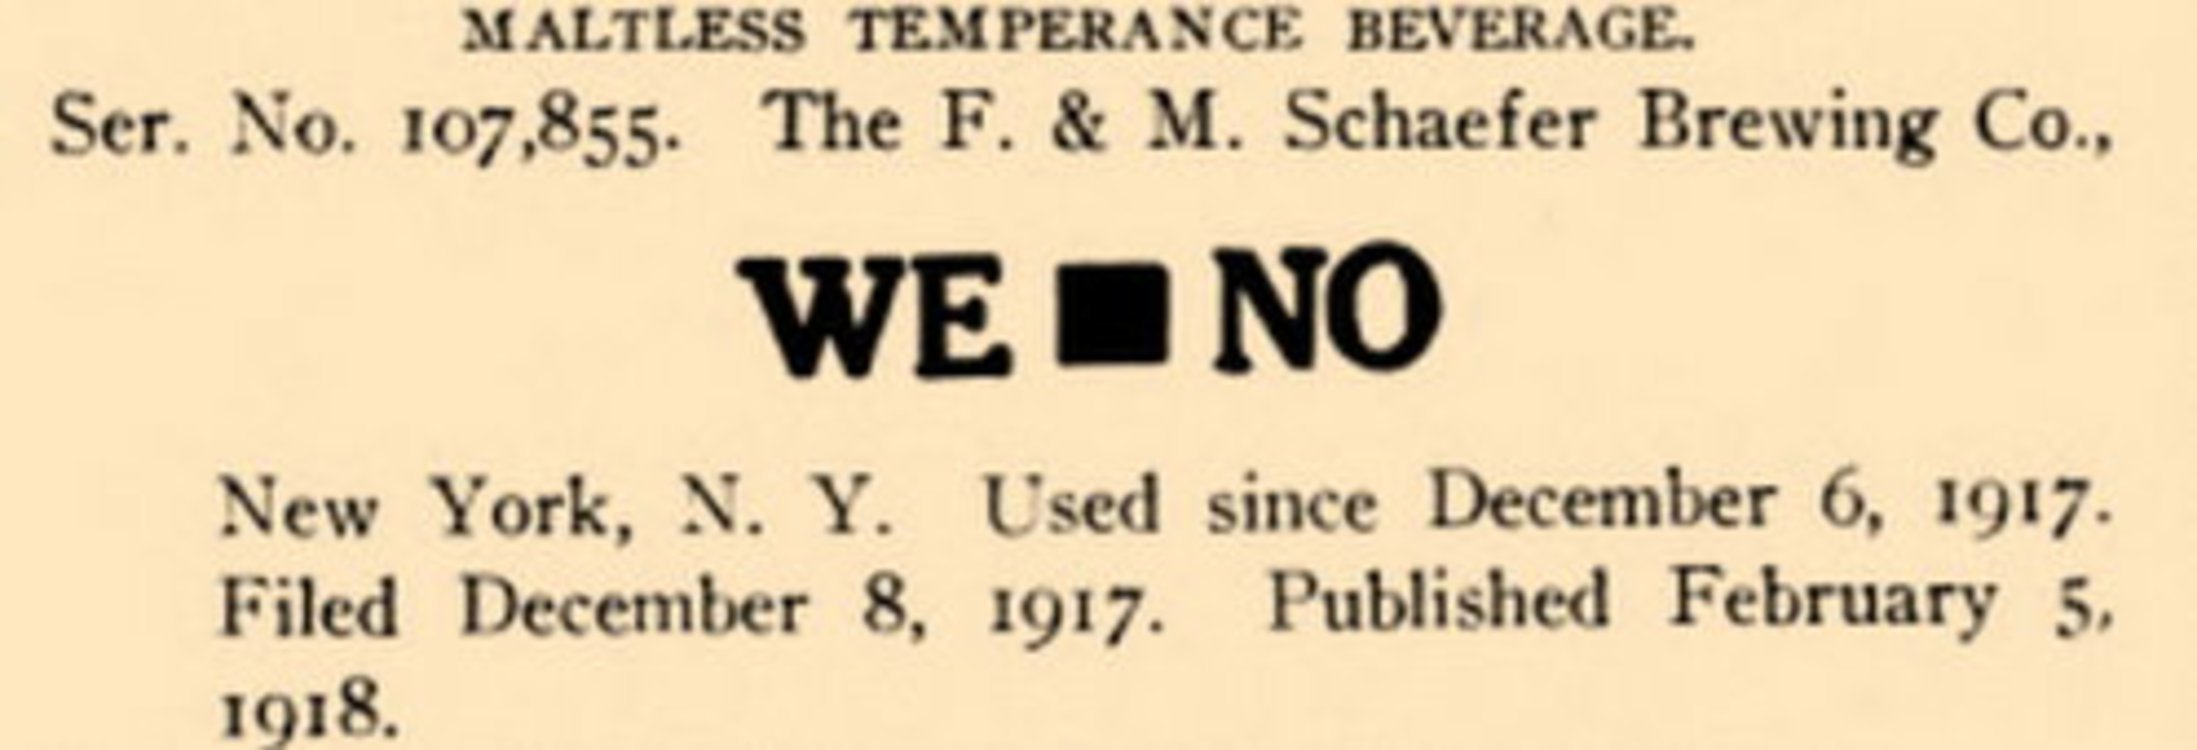 MALTLESS TEMPERANCE BEVERAGE.
Ser. No. 107,855. The F. & M. Schaefer Brewing Co.,
WE ■ NO
New York, N. Y. Used since December 6, 1917.
Filed December 8, 1917. Published February 5,
1918.